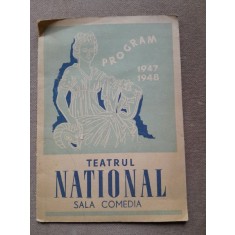 PROGRAM
1947
1948
TEATRUL
NATIONAL
SALA COMEDIA